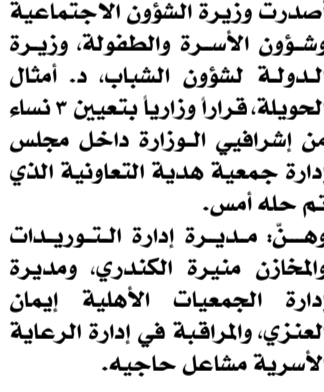 أصدرت وزيرة الشؤون الاجتماعية
وشؤون الأسرة والطفولة، وزيرة
الدولة لشؤون الشباب، د. أمثال
الحويلة، قراراً وزارياً بتعيين ٣ نساء
من إشرافيي الوزارة داخل مجلس
إدارة جمعية هدية التعاونية الذي
تم حله أمس.
وهنّ: مديرة إدارة التوريدات
والمخازن منيرة الكندري، ومديرة
إدارة الجمعيات الأهلية إيمان
العنزي، والمراقبة في إدارة الرعاية
الأسرية مشاعل حاجيه.